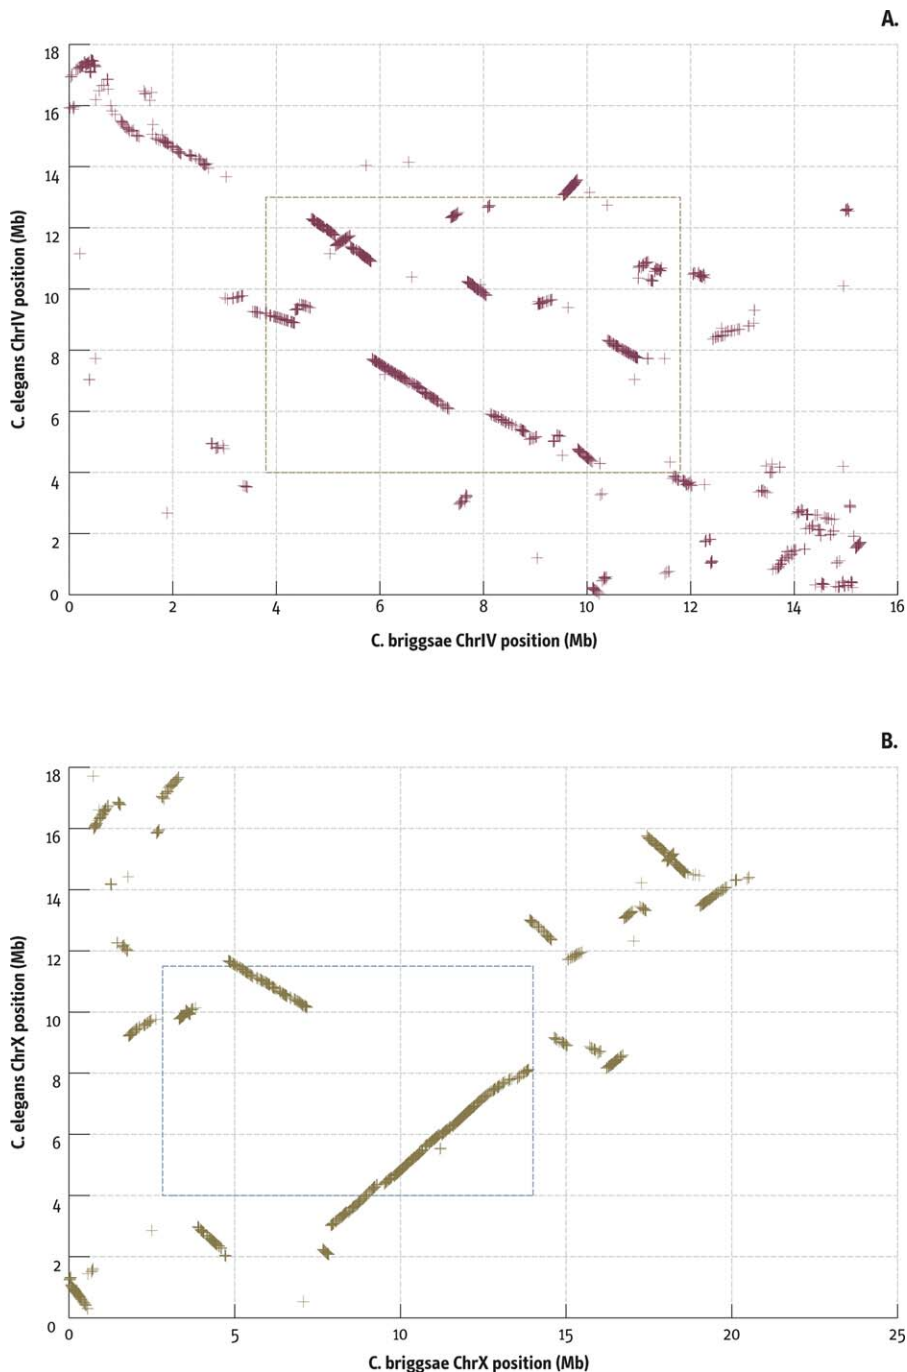 A.
18
16
14
12
10
8
6
4
2
0
C. elegans ChrIV position (Mb)
0 2 4 6 8 10 12 14 16
C. briggsae ChrIV position (Mb)
B.
18
16
14
12
10
8
6
4
2
0
C. elegans ChrX position (Mb)
0 5 10 15 20 25
C. briggsae ChrX position (Mb)